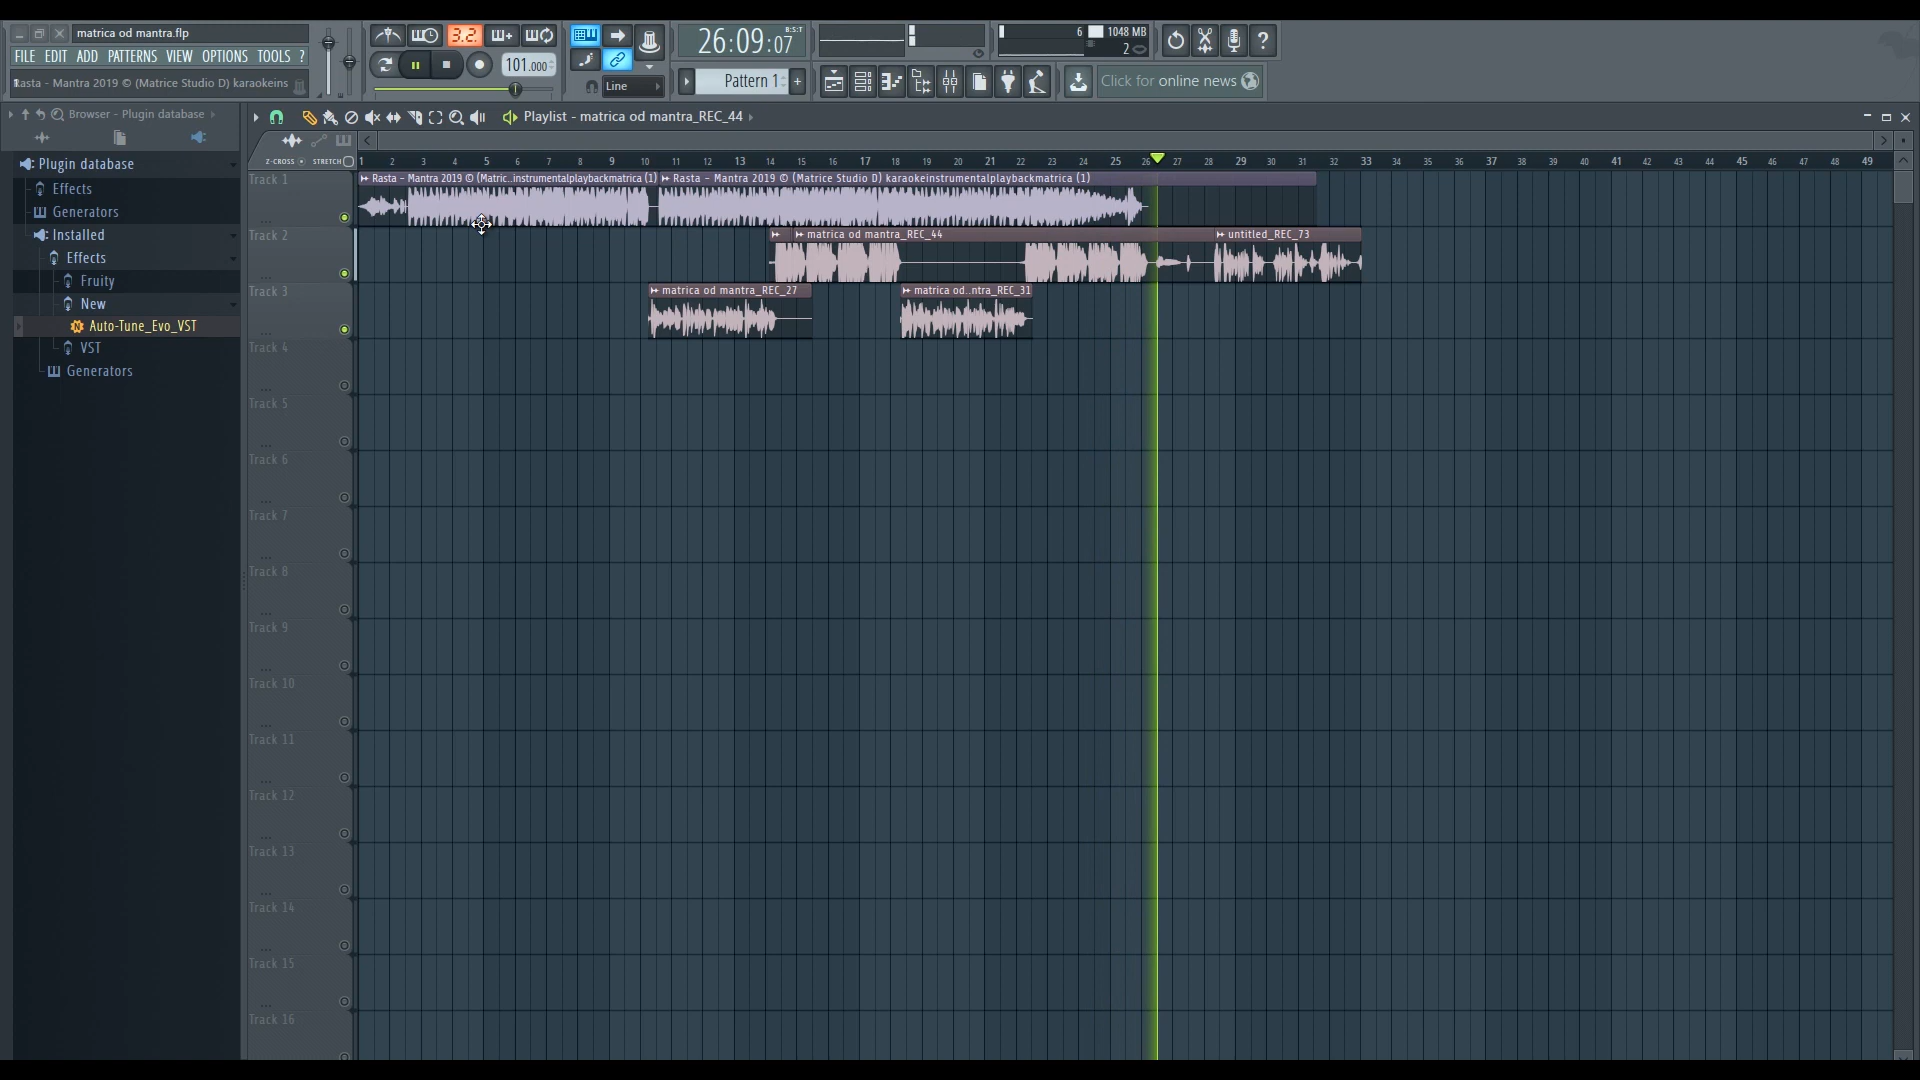 matrica od mantra.flp
FILE EDIT ADD PATTERNS VIEW OPTIONS TOOLS ?
Rasta - Mantra 2019 © (Matrice Studio D) karaokeins
3.2.
101.000
Line
26:09:07
B:S:T
Pattern 1
+
6
1048 MB
2
?
Click for online news
Browser - Plugin database
Playlist - matrica od mantra_REC_44
Plugin database
Effects
Generators
Installed
Effects
Fruity
New
Auto-Tune_Evo_VST
VST
Generators
Z-CROSS STRETCH
1 2 3 4 5 6 7 8 9 10 11 12 13 14 15 16 17 18 19 20 21 22 23 24 25 26 27 28 29 30 31 32 33 34 35 36 37 38 39 40 41 42 43 44 45 46 47 48 49
Track 1
Rasta - Mantra 2019 © (Matric..instrumentalplaybackmatrica (1)
Rasta - Mantra 2019 © (Matrice Studio D) karaokeinstrumentalplaybackmatrica (1)
Track 2
matrica od mantra_REC_44
untitled_REC_73
Track 3
matrica od mantra_REC_27
matrica od..ntra_REC_31
Track 4
Track 5
Track 6
Track 7
Track 8
Track 9
Track 10
Track 11
Track 12
Track 13
Track 14
Track 15
Track 16